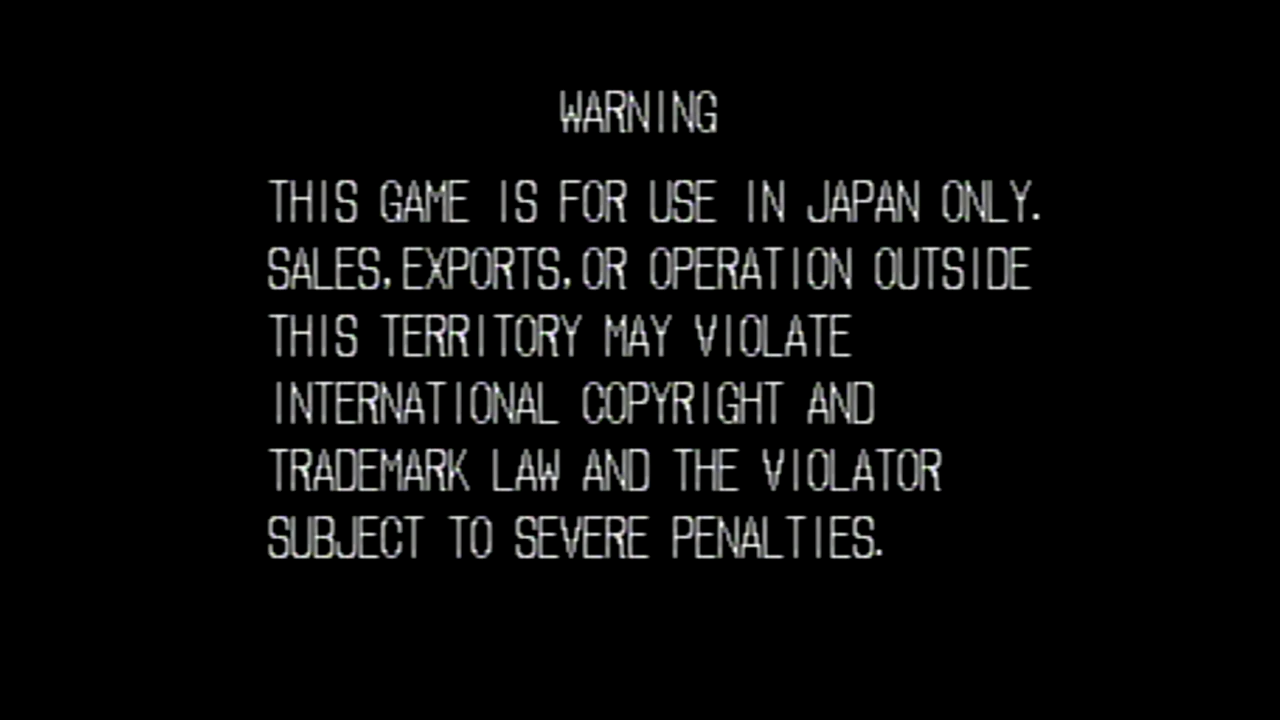 WARNING
THIS GAME IS FOR USE IN JAPAN ONLY.
SALES,EXPORTS,OR OPERATION OUTSIDE
THIS TERRITORY MAY VIOLATE
INTERNATIONAL COPYRIGHT AND
TRADEMARK LAW AND THE VIOLATOR
SUBJECT TO SEVERE PENALTIES.